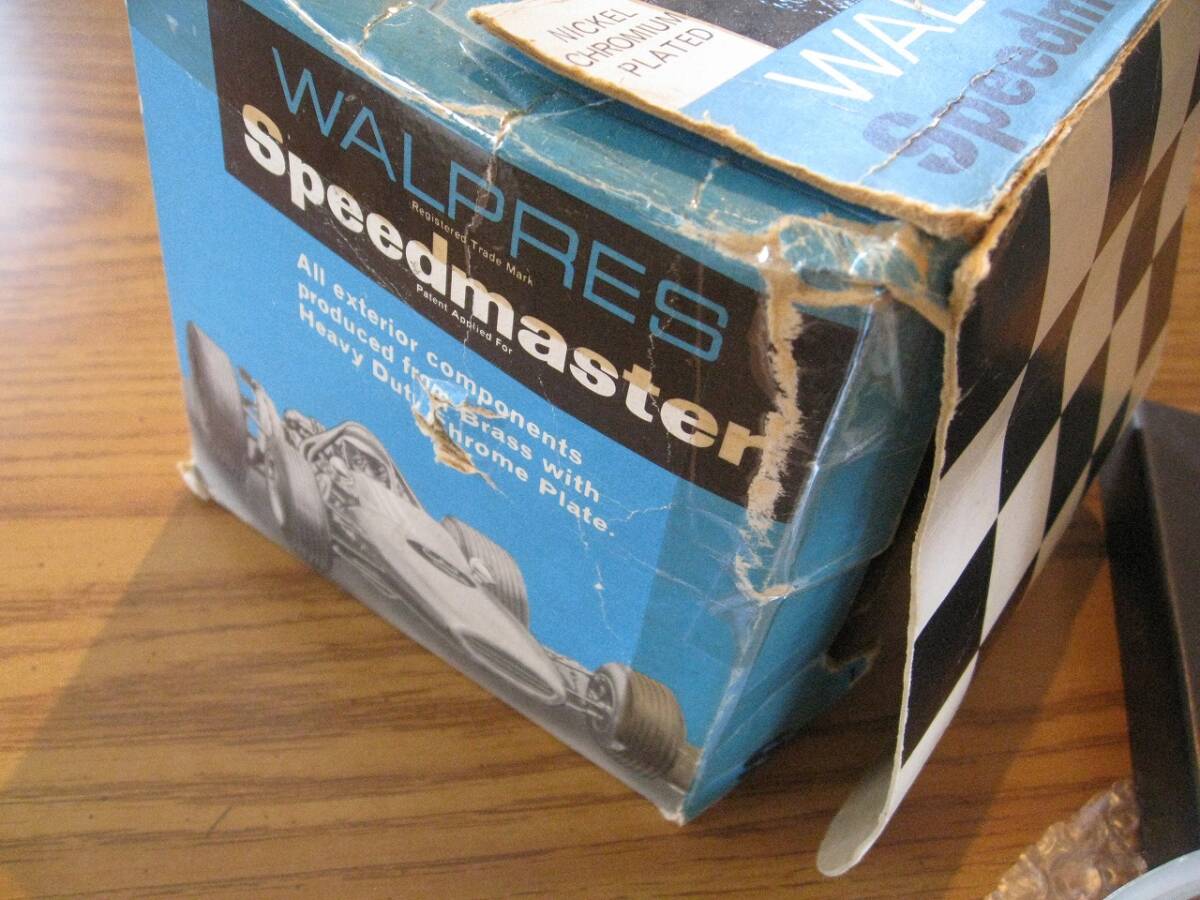 NICKEL
CHROMIUM
PLATED
WAL
Speedm
WALPRES
Registered Trade Mark
Speedmaster
Patent Applied For
All exterior components
produced from Brass with
Heavy Duty Chrome Plate.